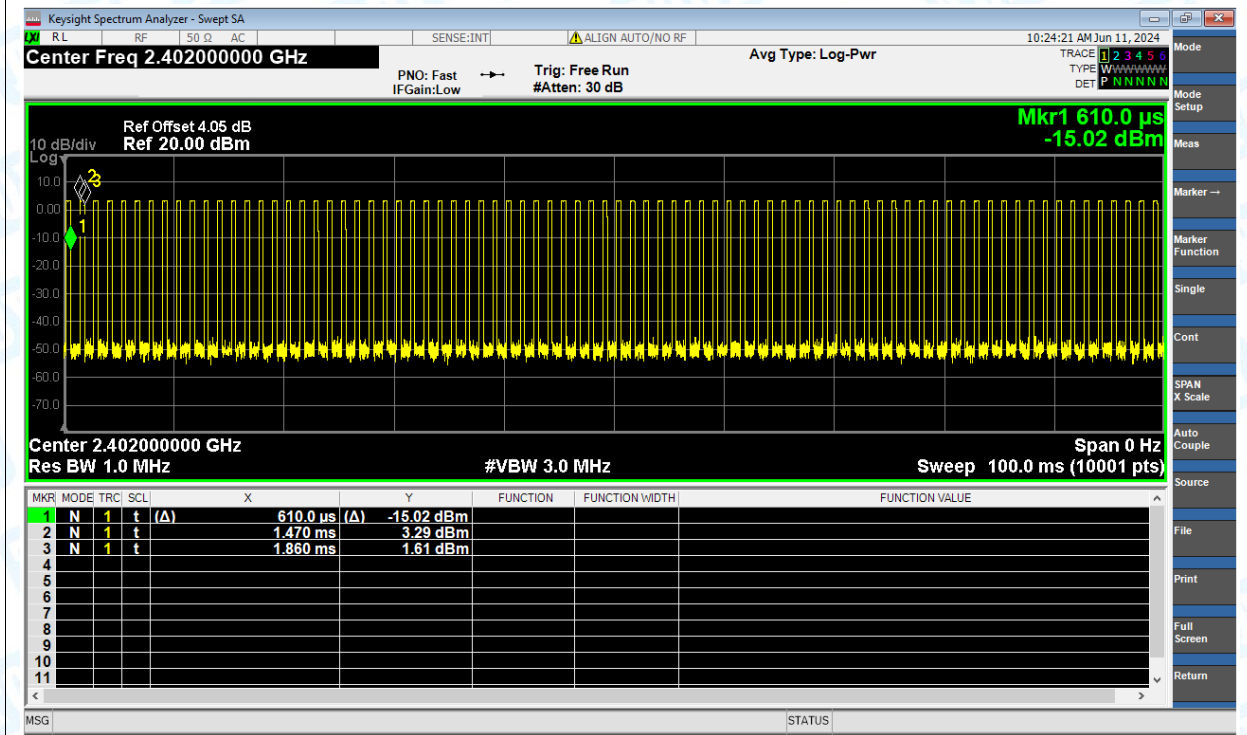 Keysight Spectrum Analyzer - Swept SA
LXI RL RF 50 Ω AC SENSE:INT ALIGN AUTO/NO RF 10:24:21 AM Jun 11, 2024
Center Freq 2.402000000 GHz
PNO: Fast
IFGain:Low
Trig: Free Run
#Atten: 30 dB
Avg Type: Log-Pwr
TRACE 1 2 3 4 5 6
TYPE WWWWWW
DET P N N N N N
Mkr1 610.0 µs
-15.02 dBm
Ref Offset 4.05 dB
10 dB/div Ref 20.00 dBm
Log
10.0
0.00
-10.0
-20.0
-30.0
-40.0
-50.0
-60.0
-70.0
2
3
1
Center 2.402000000 GHz Span 0 Hz
Res BW 1.0 MHz #VBW 3.0 MHz Sweep 100.0 ms (10001 pts)
MKR MODE TRC SCL X Y FUNCTION FUNCTION WIDTH FUNCTION VALUE
1 N 1 t (Δ) 610.0 µs (Δ) -15.02 dBm
2 N 1 t 1.470 ms 3.29 dBm
3 N 1 t 1.860 ms 1.61 dBm
4
5
6
7
8
9
10
11
MSG STATUS
Mode
Mode Setup
Meas
Marker →
Marker Function
Single
Cont
SPAN X Scale
Auto Couple
Source
File
Print
Full Screen
Return